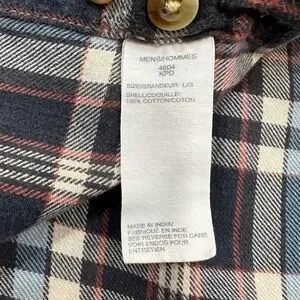 MENS/HOMMES
4604
KPD
SIZE/GRANDEUR: L/G
SHELL/COQUILLE:
100% COTTON/COTON
MADE IN INDIA/
FABRIQUÉ EN INDE
SEE REVERSE FOR CARE
VOIR ENDOS POUR
ENTRETIEN